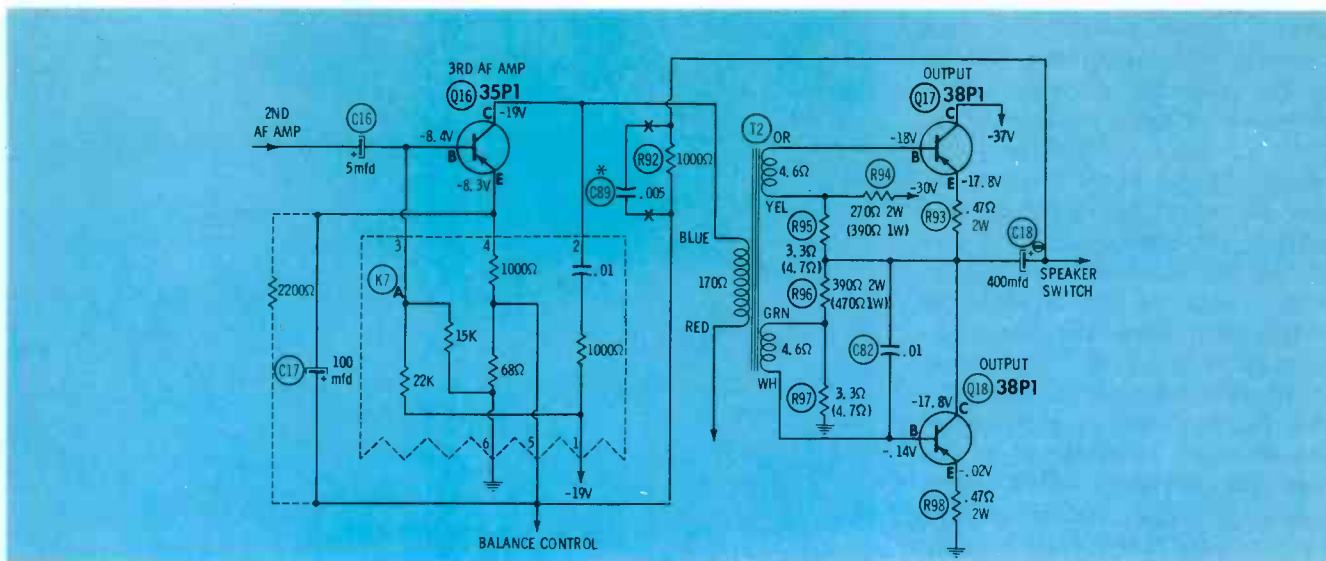 3RD AF AMP
Q16 35P1
2ND
AF AMP
C16
5mfd
+
-8.4V
B
C
-19V
E
-8.3V
*
C89
.005
R92
1000Ω
T2
OR
4.6Ω
YEL
BLUE
170Ω
RED
GRN
4.6Ω
WH
OUTPUT
Q17 38P1
C
-37V
-18V
B
E
-17.8V
R94
-30V
270Ω 2W
(390Ω 1W)
R93
.47Ω
2W
R95
3.3Ω
(4.7Ω)
C18
+
400mfd
SPEAKER
SWITCH
R96
390Ω 2W
(470Ω 1W)
C82
.01
R97
3.3Ω
(4.7Ω)
OUTPUT
Q18 38P1
-17.8V
C
B
-.14V
E
-.02V
R98
.47Ω
2W
3
4
2
K7
A
1000Ω
.01
2200Ω
15K
68Ω
1000Ω
C17
100
mfd
+
22K
6
5
1
-19V
BALANCE CONTROL